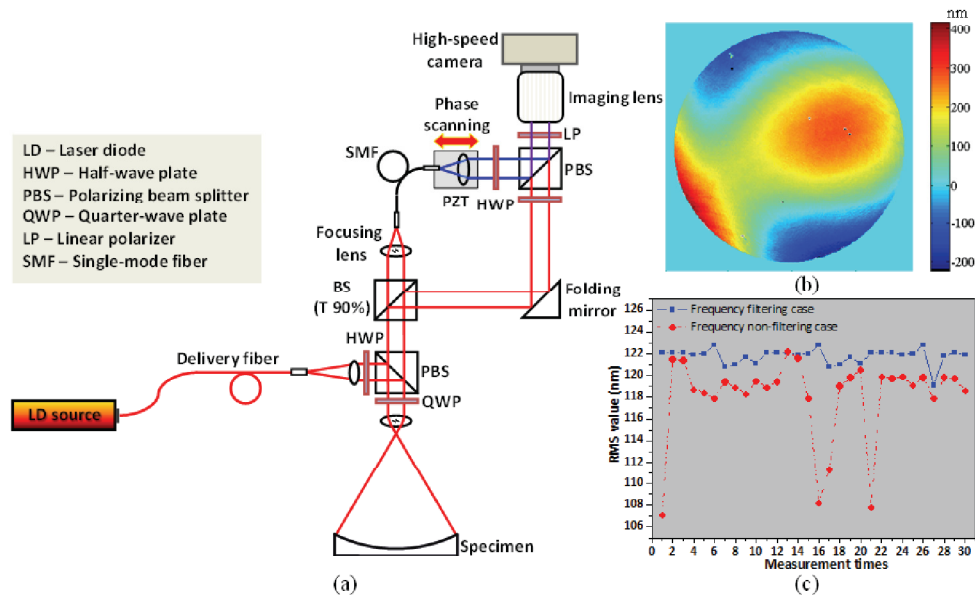 LD – Laser diode
HWP – Half-wave plate
PBS – Polarizing beam splitter
QWP – Quarter-wave plate
LP – Linear polarizer
SMF – Single-mode fiber
High-speed
camera
Imaging lens
Phase
scanning
LP
SMF
PBS
PZT
HWP
Focusing
lens
BS
(T 90%)
Folding
mirror
HWP
Delivery fiber
PBS
QWP
LD source
Specimen
(a)
nm
400
300
200
100
0
-100
-200
(b)
Frequency filtering case
Frequency non-filtering case
RMS value (nm)
126
124
122
120
118
116
114
112
110
108
106
0 2 4 6 8 10 12 14 16 18 20 22 24 26 28 30
Measurement times
(c)